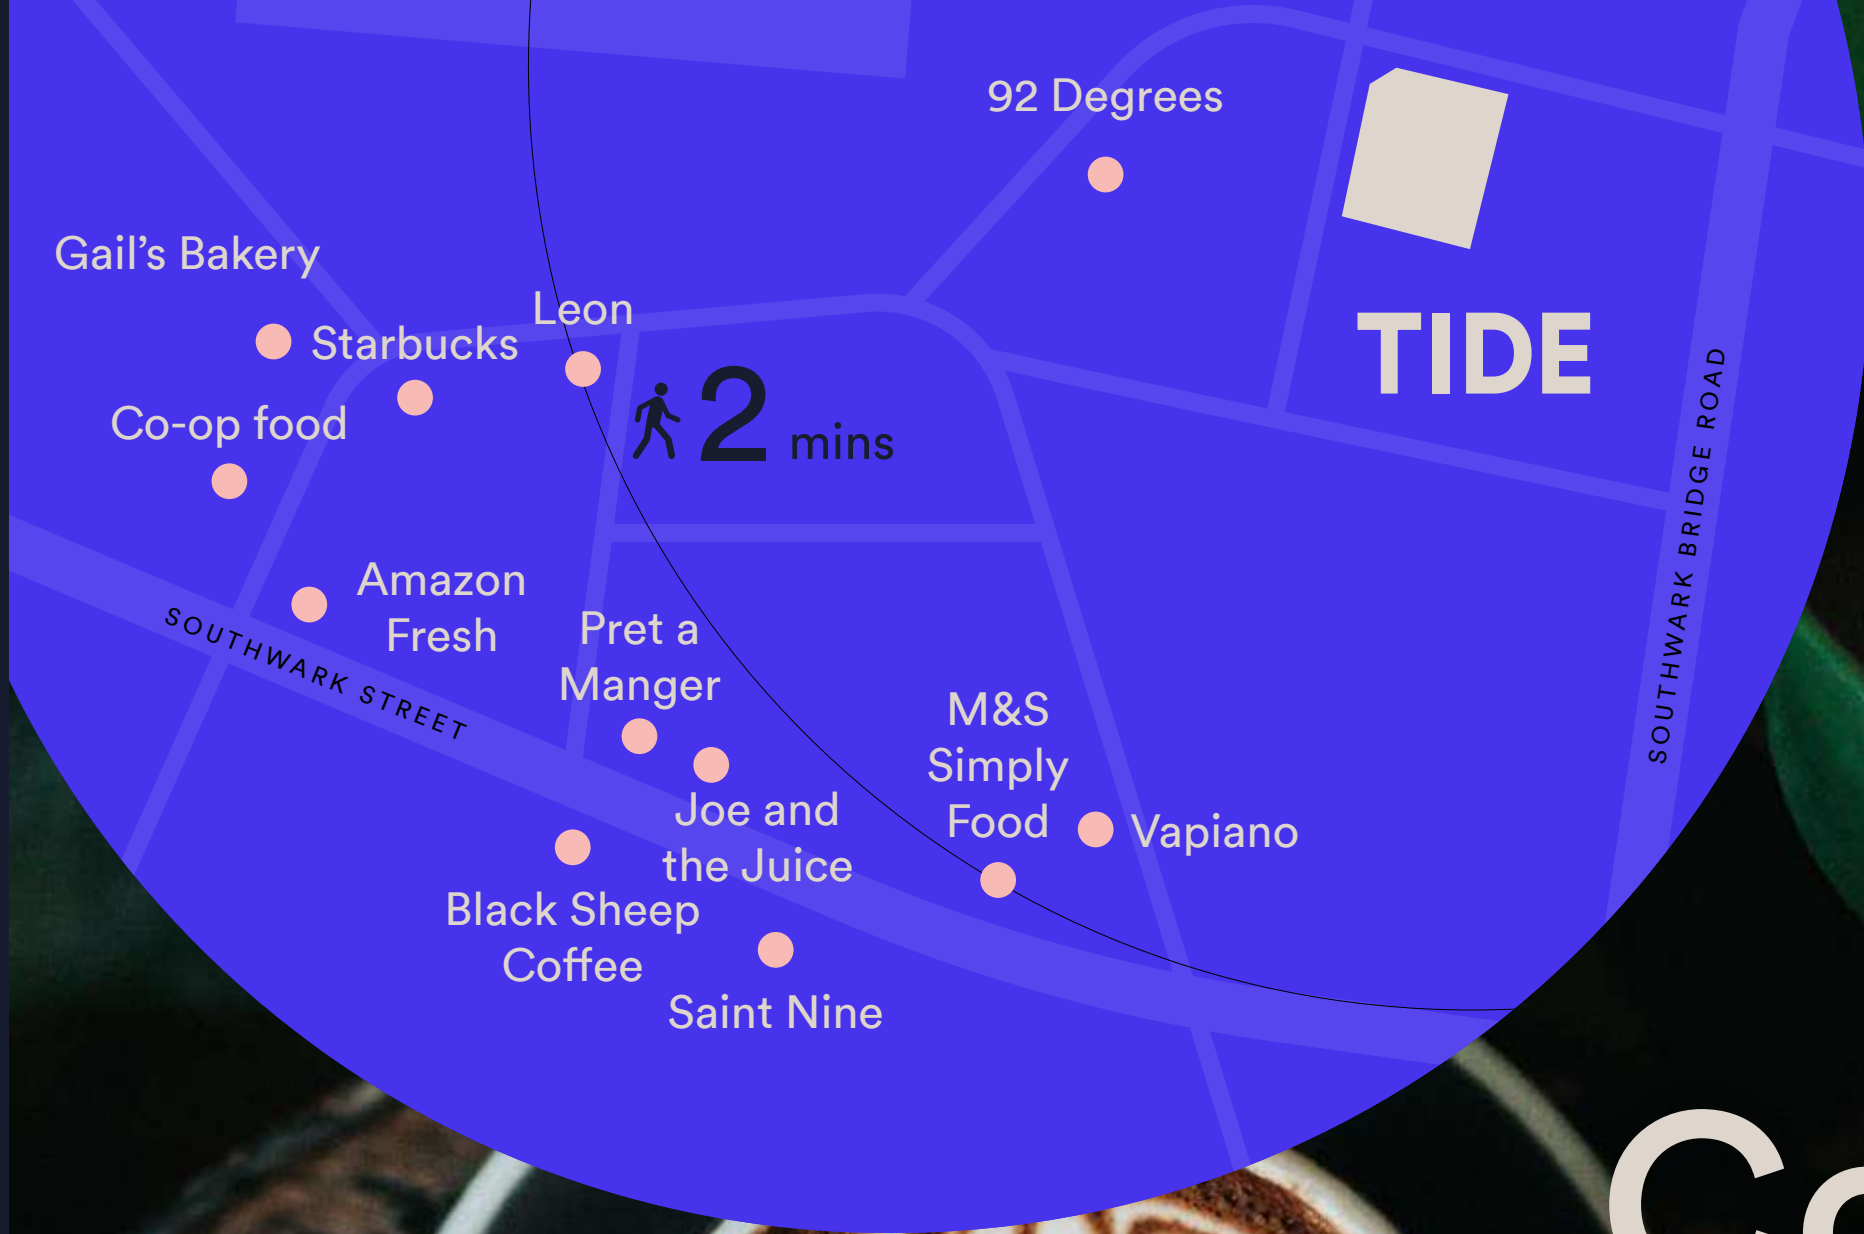 92 Degrees
Gail's Bakery
Leon
Starbucks
TIDE
2 mins
Co-op food
SOUTHWARK BRIDGE ROAD
Amazon
Fresh
SOUTHWARK STREET
Pret a
Manger
M&S
Simply
Food
Joe and
the Juice
Vapiano
Black Sheep
Coffee
Saint Nine
Co